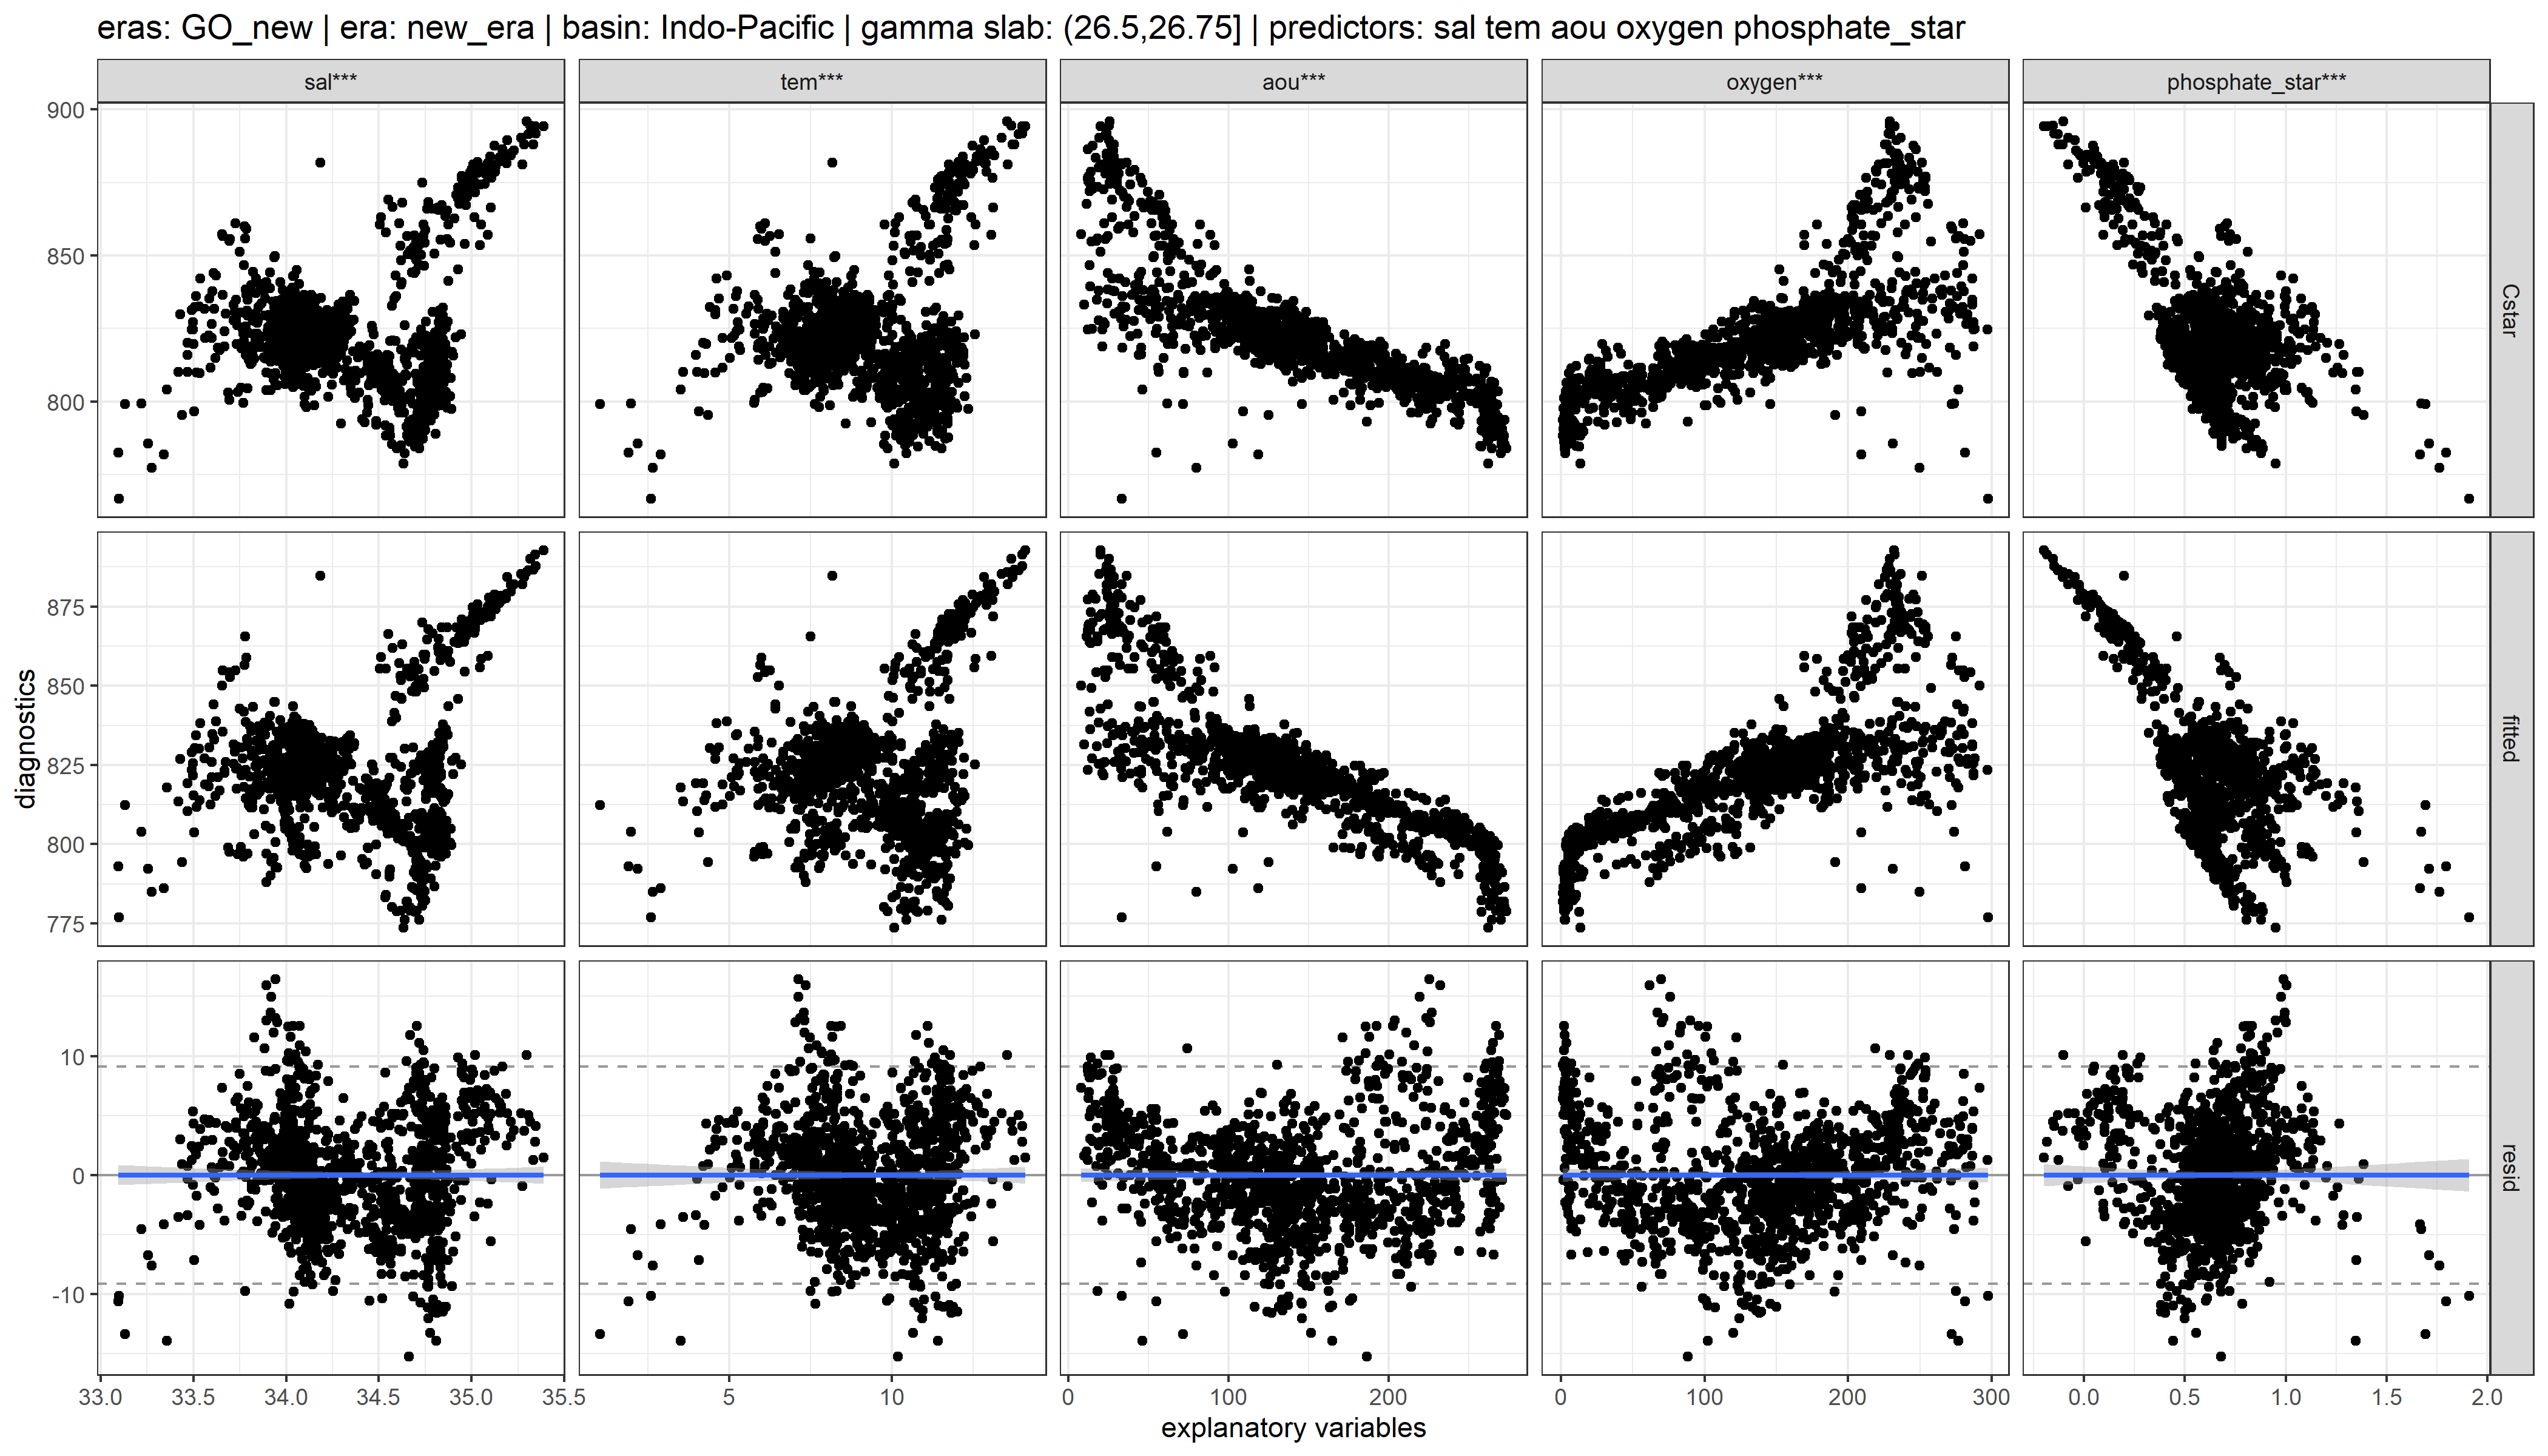 eras: GO_new | era: new_era | basin: Indo-Pacific | gamma slab: (26.5,26.75] | predictors: sal tem aou oxygen phosphate_star
sal*** tem*** aou*** oxygen*** phosphate_star***
900
850
800
Cstar
875
850
825
800
775
fitted
diagnostics
10
0
-10
resid
33.0 33.5 34.0 34.5 35.0 35.5 5 10 0 100 200 0 100 200 300 0.0 0.5 1.0 1.5 2.0
explanatory variables